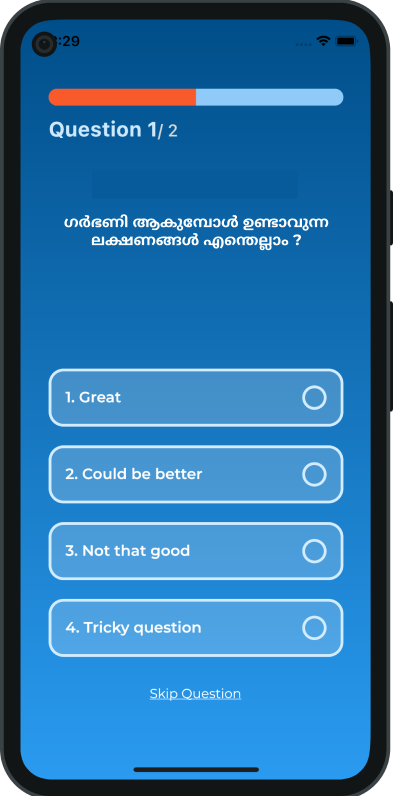 :29
Question 1/ 2
ഗർഭണി ആകുമ്പോൾ ഉണ്ടാവുന്ന
ലക്ഷണങ്ങൾ എന്തെല്ലാം ?
1. Great
2. Could be better
3. Not that good
4. Tricky question
Skip Question